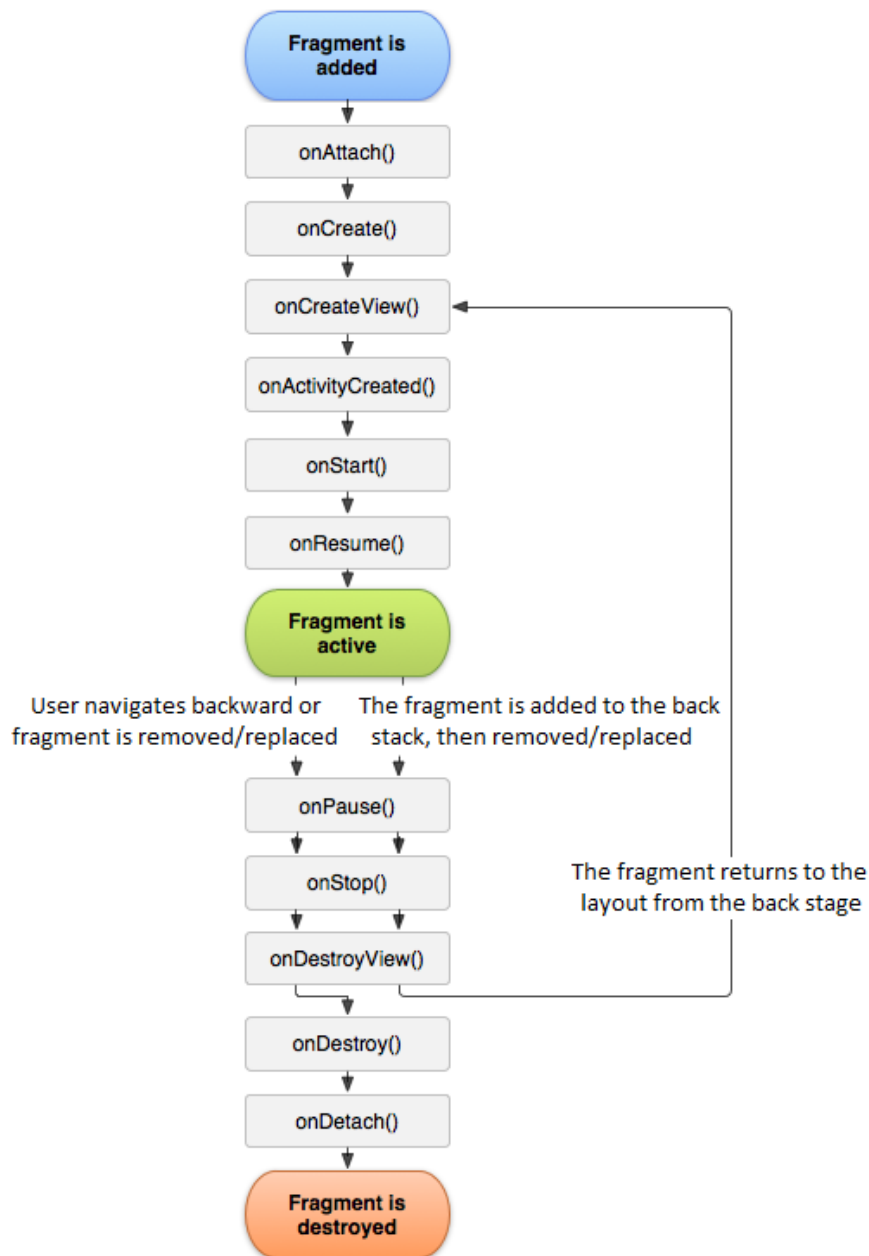 Fragment is
added
onAttach()
onCreate()
onCreateView()
onActivityCreated()
onStart()
onResume()
Fragment is
active
User navigates backward or
fragment is removed/replaced
The fragment is added to the back
stack, then removed/replaced
onPause()
onStop()
The fragment returns to the
layout from the back stage
onDestroyView()
onDestroy()
onDetach()
Fragment is
destroyed